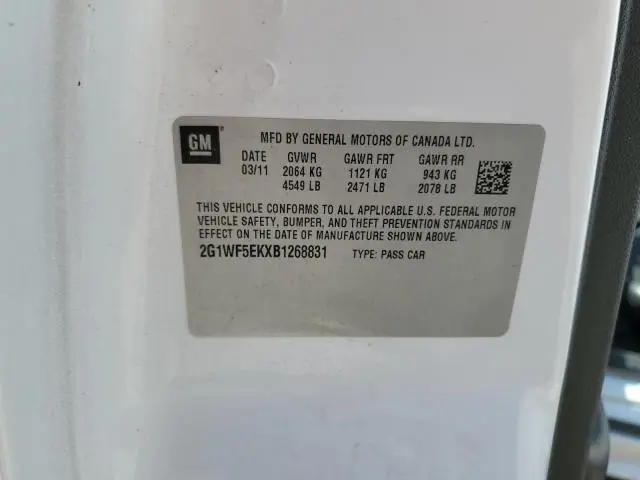 GM
MFD BY GENERAL MOTORS OF CANADA LTD.
DATE GVWR GAWR FRT GAWR RR
03/11 2064 KG 1121 KG 943 KG
4549 LB 2471 LB 2078 LB
THIS VEHICLE CONFORMS TO ALL APPLICABLE U.S. FEDERAL MOTOR
VEHICLE SAFETY, BUMPER, AND THEFT PREVENTION STANDARDS IN
EFFECT ON THE DATE OF MANUFACTURE SHOWN ABOVE.
2G1WF5EKXB1268831 TYPE: PASS CAR